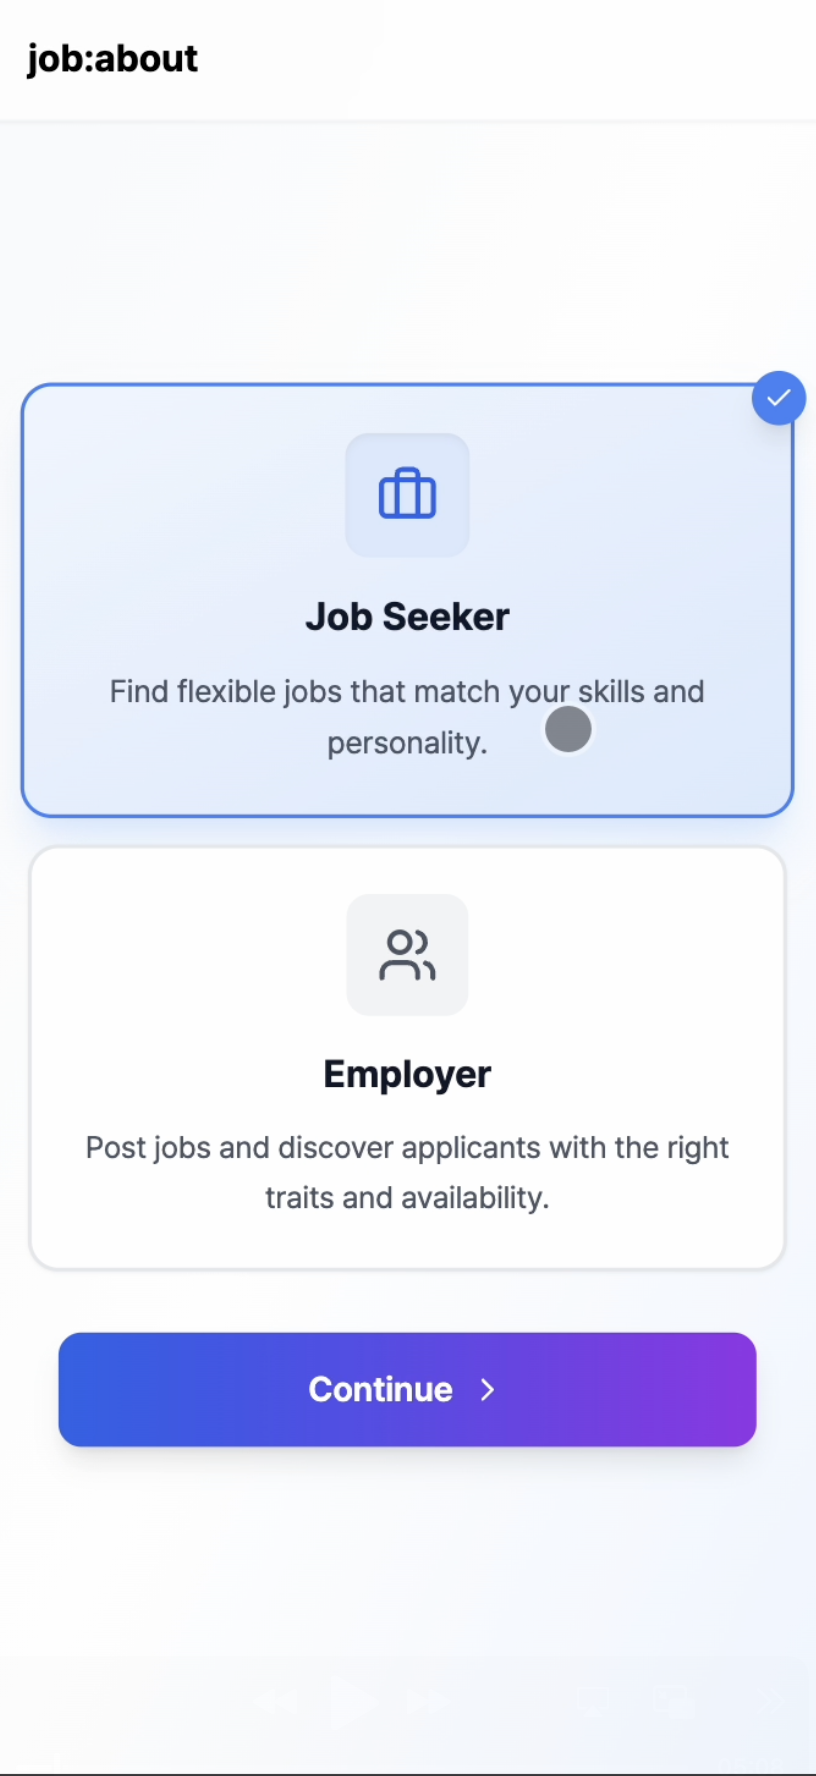 job:about
Job Seeker
Find flexible jobs that match your skills and
personality.
Employer
Post jobs and discover applicants with the right
traits and availability.
Continue